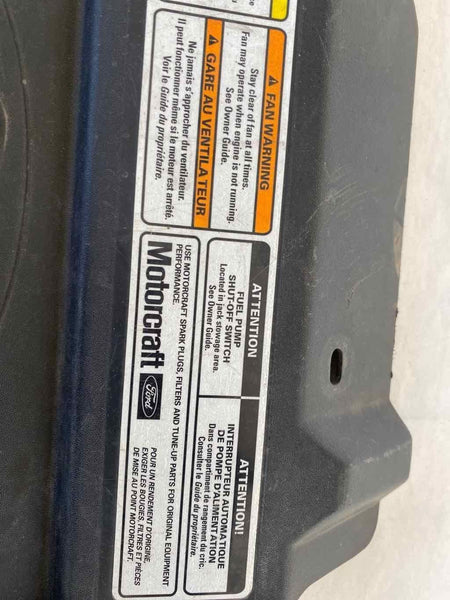 ⚠ FAN WARNING
Stay clear of fan at all times.
Fan may operate when engine is not running.
See Owner Guide.
⚠ GARE AU VENTILATEUR
Ne jamais s'approcher du ventilateur,
Il peut fonctionner même si le moteur est arrêté.
Voir le Guide du propriétaire.
ATTENTION
FUEL PUMP
SHUT-OFF SWITCH
Located in jack stowage area.
See Owner Guide.
ATTENTION!
INTERRUPTEUR AUTOMATIQUE
DE POMPE D'ALIMENTATION
Dans compartiment de rangement du cric.
Consulter le Guide du propriétaire.
USE MOTORCRAFT SPARK PLUGS, FILTERS AND TUNE-UP PARTS FOR ORIGINAL EQUIPMENT
PERFORMANCE.
Motorcraft
Ford
POUR UN RENDEMENT D'ORIGINE
EXIGER LES BOUGIES, FILTRES ET PIÈCES
DE MISE AU POINT MOTORCRAFT.